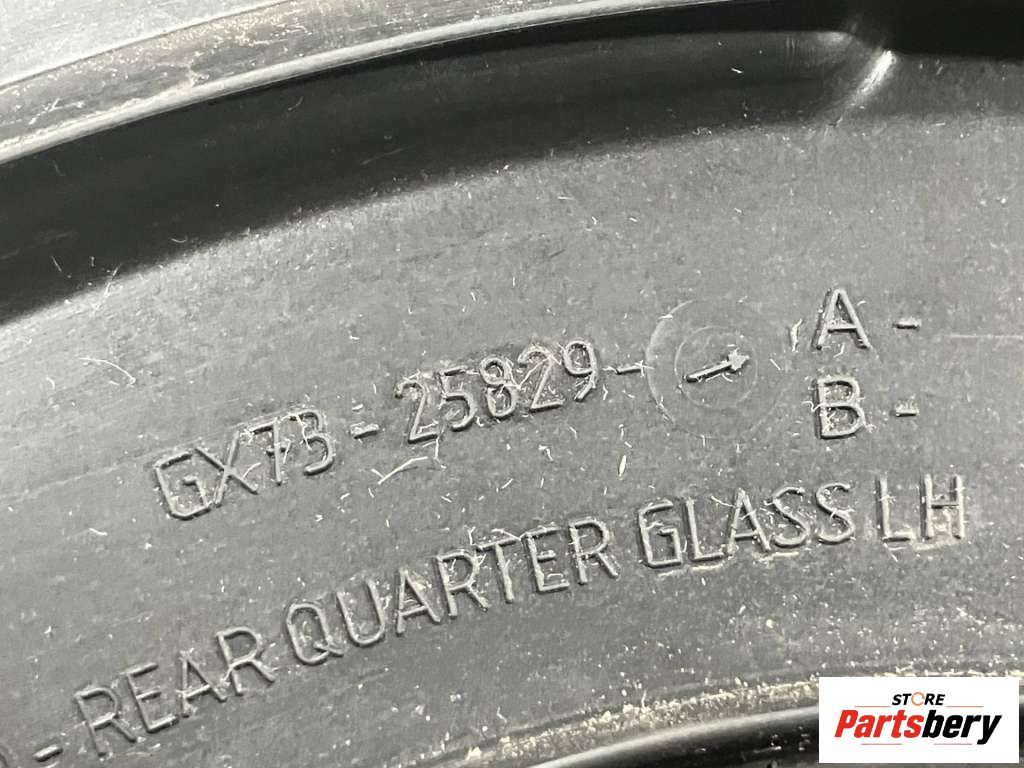 GX73-25829-
A -
B -
- REAR QUARTER GLASS LH
STORE
Partsbery